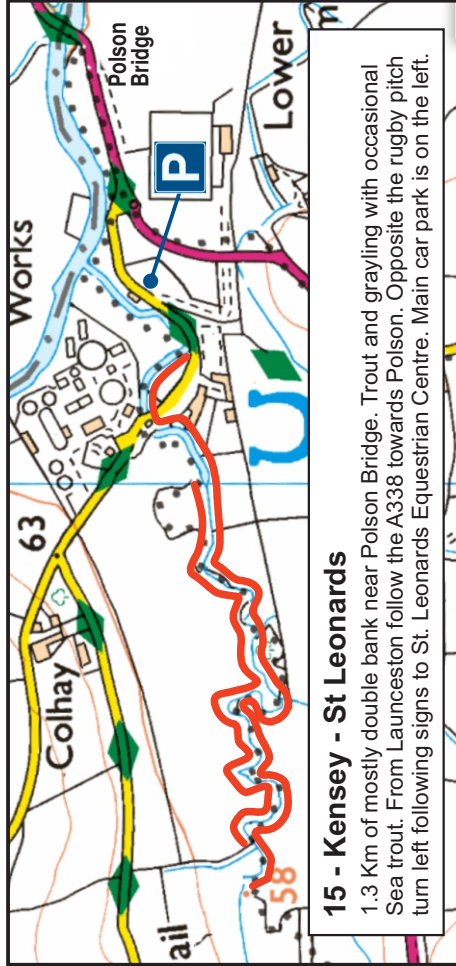 Works
Polson
Bridge
P
Lower
m
63
Colhay
U
ail
58
15 - Kensey - St Leonards
1.3 Km of mostly double bank near Polson Bridge. Trout and grayling with occasional
Sea trout. From Launceston follow the A338 towards Polson. Opposite the rugby pitch
turn left following signs to St. Leonards Equestrian Centre. Main car park is on the left.